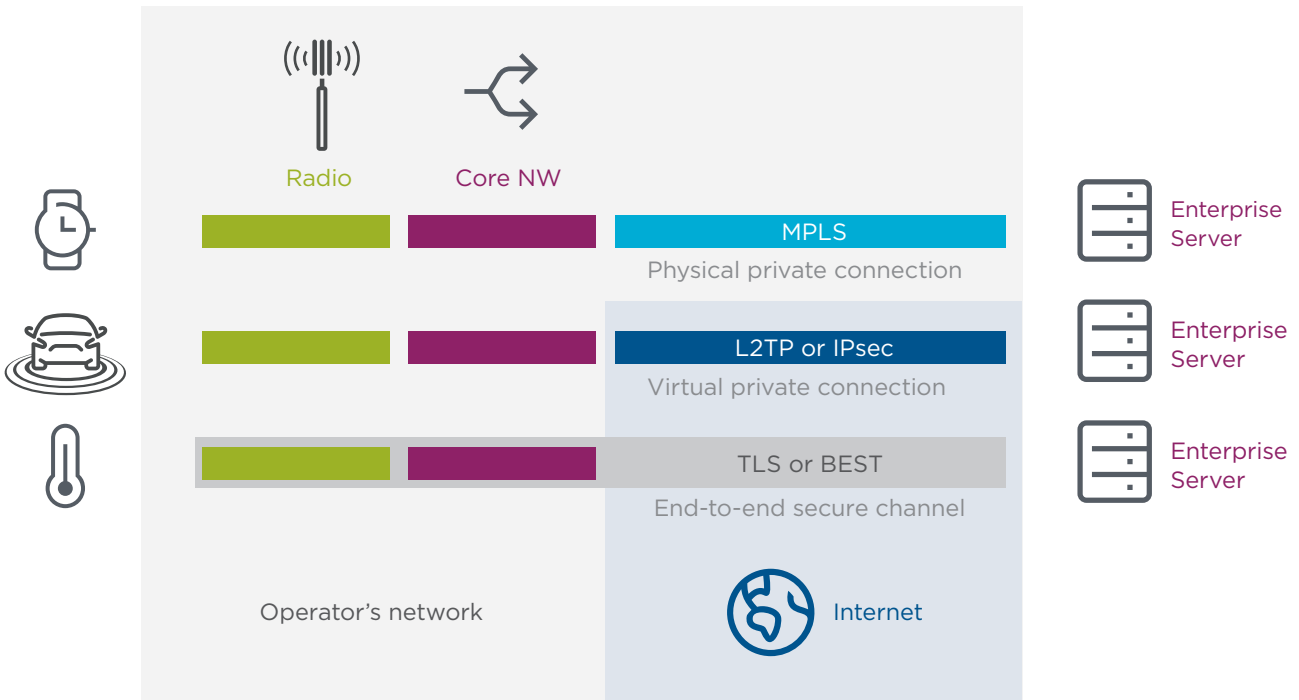 Radio
Core NW
MPLS
Physical private connection
Enterprise
Server
L2TP or IPsec
Virtual private connection
Enterprise
Server
TLS or BEST
End-to-end secure channel
Enterprise
Server
Operator’s network
Internet